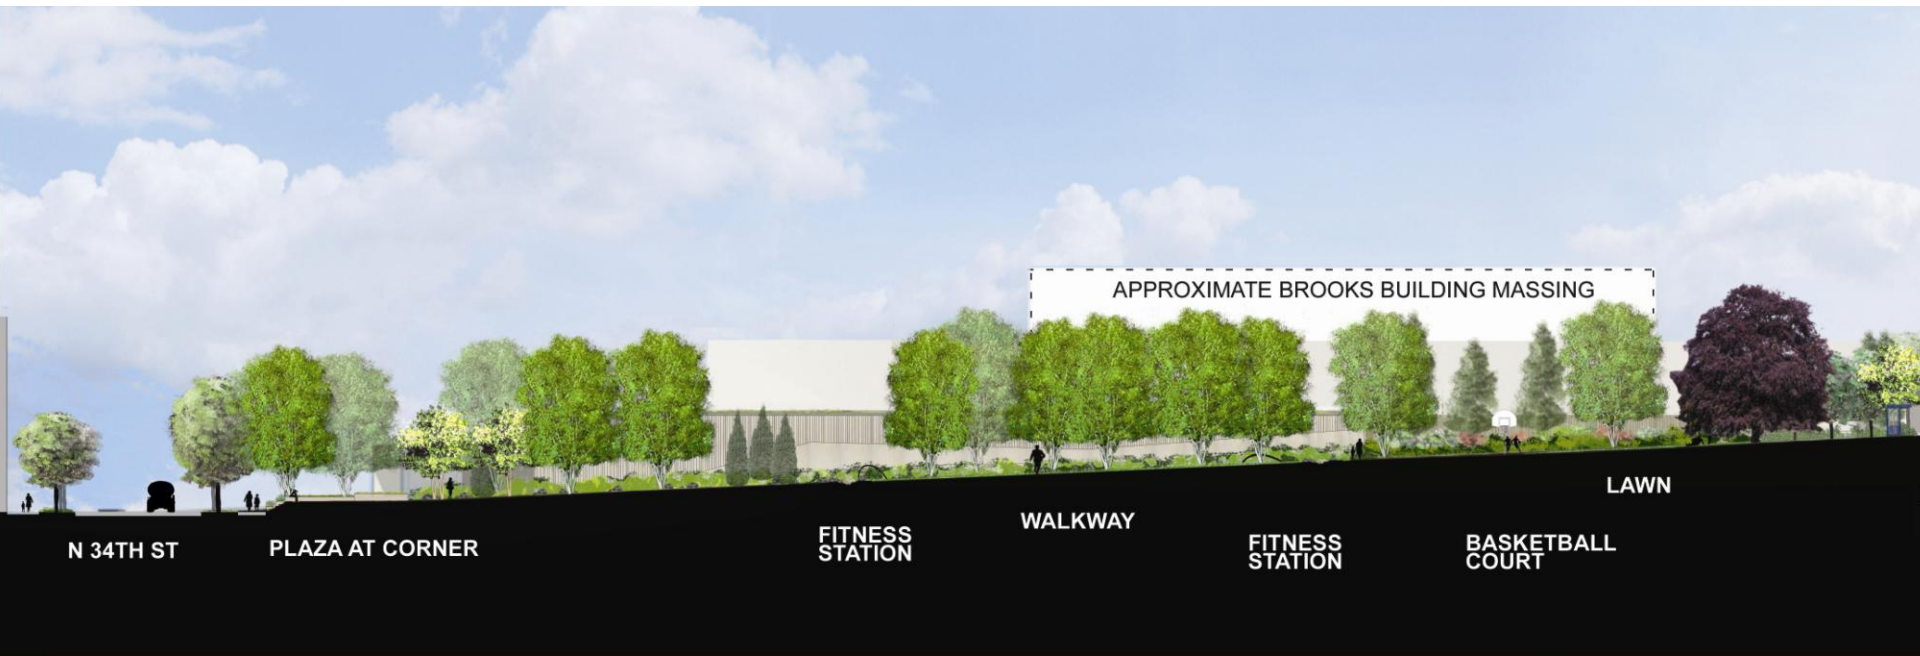 APPROXIMATE BROOKS BUILDING MASSING
N 34TH ST
PLAZA AT CORNER
FITNESS
STATION
WALKWAY
FITNESS
STATION
BASKETBALL
COURT
LAWN